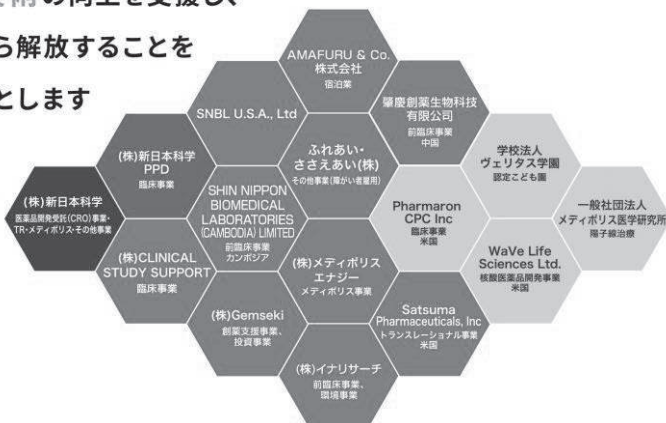 の向上を支援し、
ら解放することを
とします
AMAFURU & Co.
株式会社
宿泊業
SNBL U.S.A., Ltd
肇慶創薬生物科技
有限公司
前臨床事業
中国
(株)新日本科学
PPD
臨床事業
ふれあい・
ささえあい(株)
その他事業(障がい者雇用)
学校法人
ヴェリタス学園
認定こども園
(株)新日本科学
医薬品開発受託(CRO)事業・
TR・メディポリス・その他事業
SHIN NIPPON
BIOMEDICAL
LABORATORIES
(CAMBODIA) LIMITED
前臨床事業
カンボジア
Pharmaron
CPC Inc
臨床事業
米国
一般社団法人
メディポリス医学研究所
陽子線治療
(株)CLINICAL
STUDY SUPPORT
臨床事業
(株)メディポリス
エナジー
メディポリス事業
WaVe Life
Sciences Ltd.
核酸医薬品開発事業
米国
(株)Gemseki
創薬支援事業、
投資事業
Satsuma
Pharmaceuticals, Inc
トランスレーショナル事業
米国
(株)イナリサーチ
前臨床事業、
環境事業